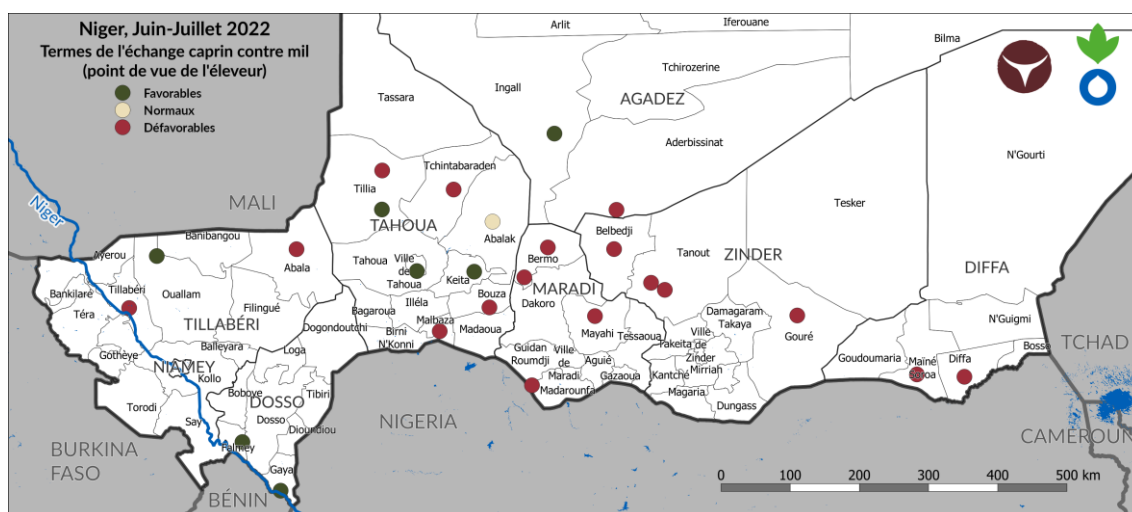 Niger, Juin-Juillet 2022
Termes de l'échange caprin contre mil
(point de vue de l'éleveur)
Favorables
Normaux
Défavorables
Arlit
Iferouane
Bilma
Tchirozerine
Ingall
AGADEZ
Tassara
Aderbissinat
N'Gourti
Tchintabaraden
Tillia
Tesker
MALI
Niger
TAHOUA
Abalak
Belbedji
Banibangou
Ayerou
Abala
Bermo
Tanout
ZINDER
DIFFA
Tahoua
Ville
de
Tahoua
Keita
Tillabéri
Ouallam
Bankilaré
Téra
Filingué
Dakoro
MARADI
Bouza
Illéla
Bagaroua
Malbaza
Madaoua
Birni
N'Konni
TILLABÉRI
Dogondoutchi
Mayahi
Tessaoua
Damagaram
Takaya
Gouré
N'Guigmi
Balleyara
Gothèye
Loga
Guidan
Roumdji
Ville
de
Maradi
Aguié
Gazaoua
Madarounfa
Takeita
Ville
de
Zinder
Mirriah
Kantché
Magaria
Dungass
Goudoumaria
Maïné
Soroa
Diffa
Bosso
TCHAD
NIAMEY
Kollo
Boboye
DOSSO
Tibiri
Torodi
Say
Dosso
Dioundiou
NIGERIA
Falmey
Gaya
BURKINA
FASO
BÉNIN
CAMEROUN
0 100 200 300 400 500 km